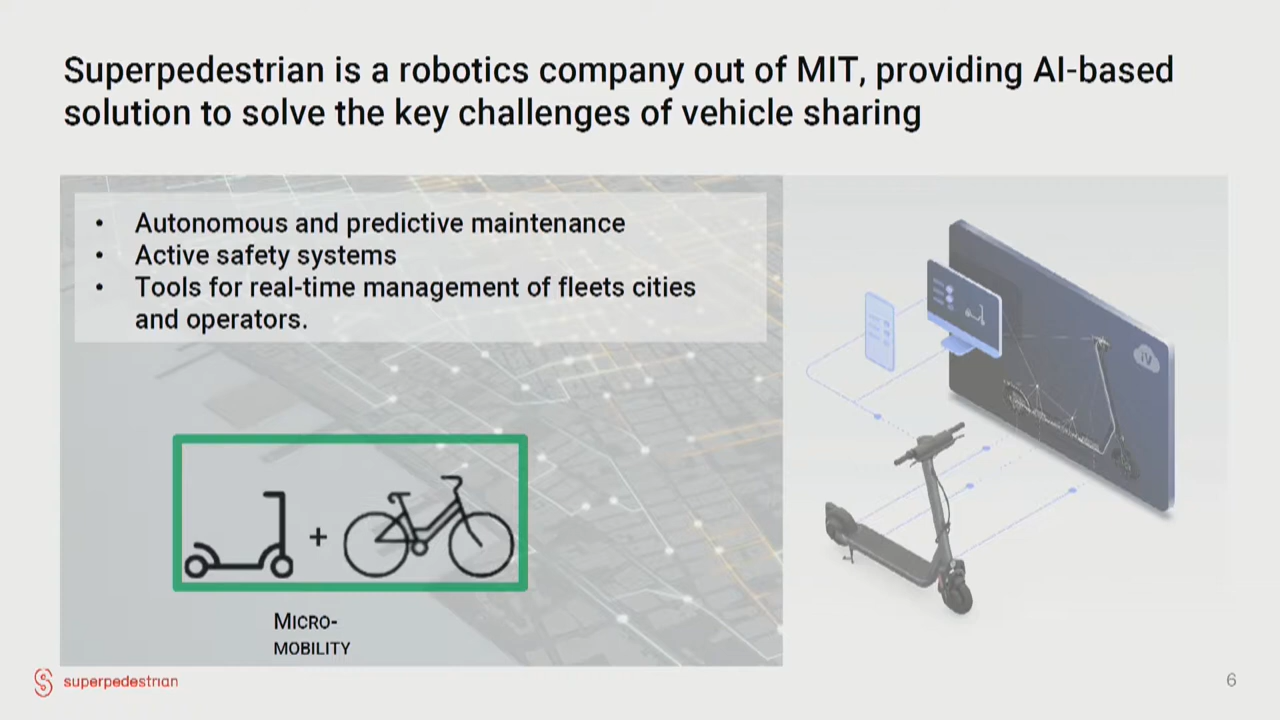 Superpedestrian is a robotics company out of MIT, providing AI-based
solution to solve the key challenges of vehicle sharing
• Autonomous and predictive maintenance
• Active safety systems
• Tools for real-time management of fleets cities
and operators.
+
MICRO-
MOBILITY
iV
superpedestrian
6